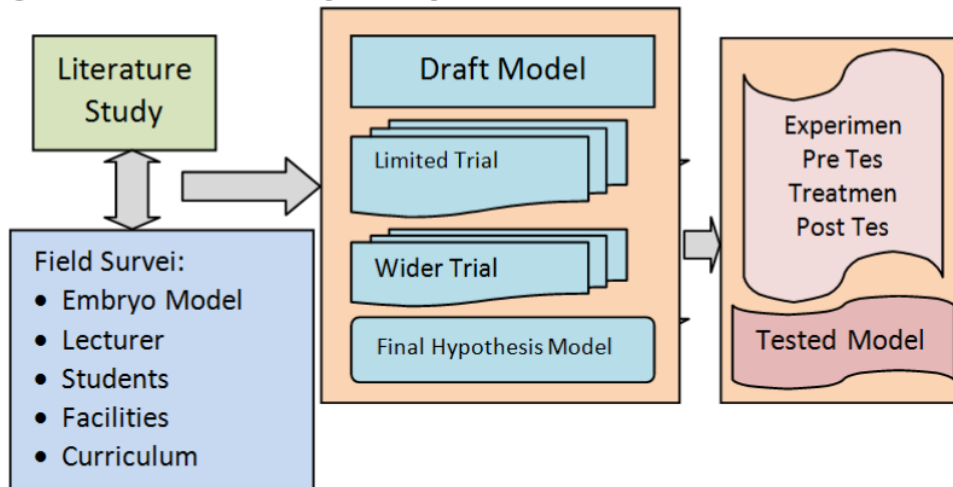 Literature
Study
Field Survei:
• Embryo Model
• Lecturer
• Students
• Facilities
• Curriculum
Draft Model
Limited Trial
Wider Trial
Final Hypothesis Model
Experimen
Pre Tes
Treatmen
Post Tes
Tested Model